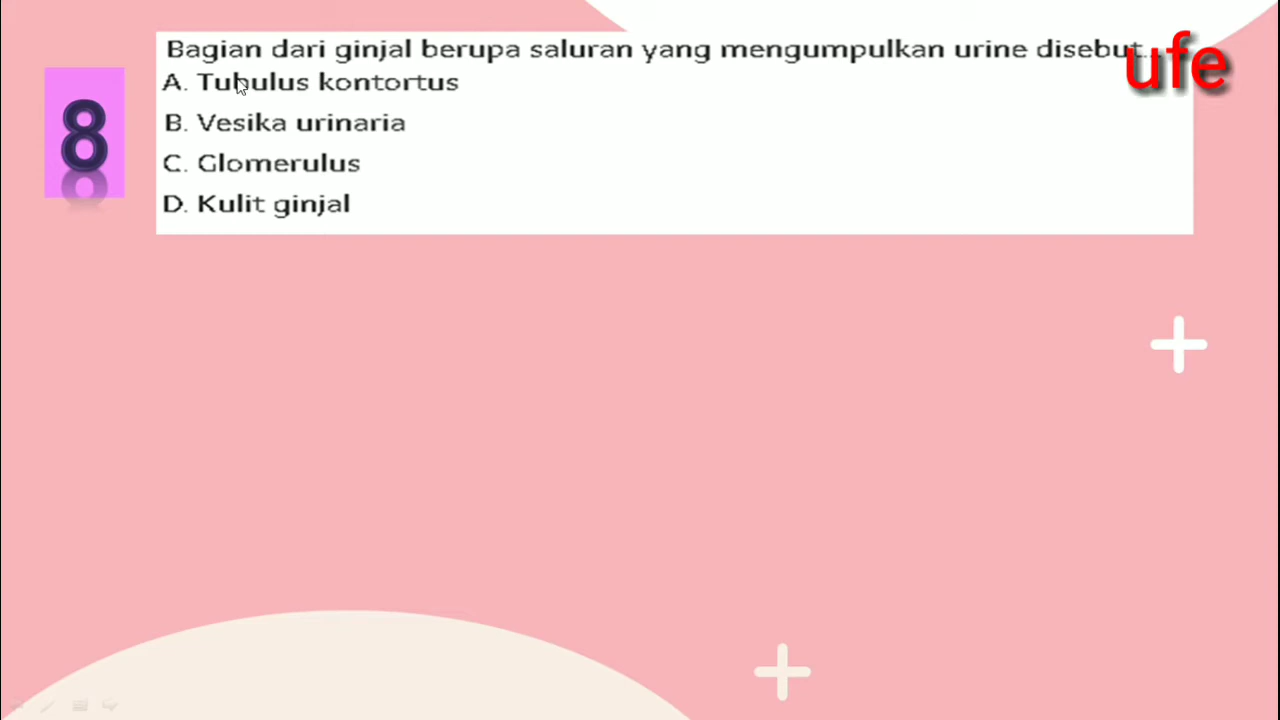 Bagian dari ginjal berupa saluran yang mengumpulkan urine disebut..
ufe
8
A. Tubulus kontortus
B. Vesika urinaria
C. Glomerulus
D. Kulit ginjal